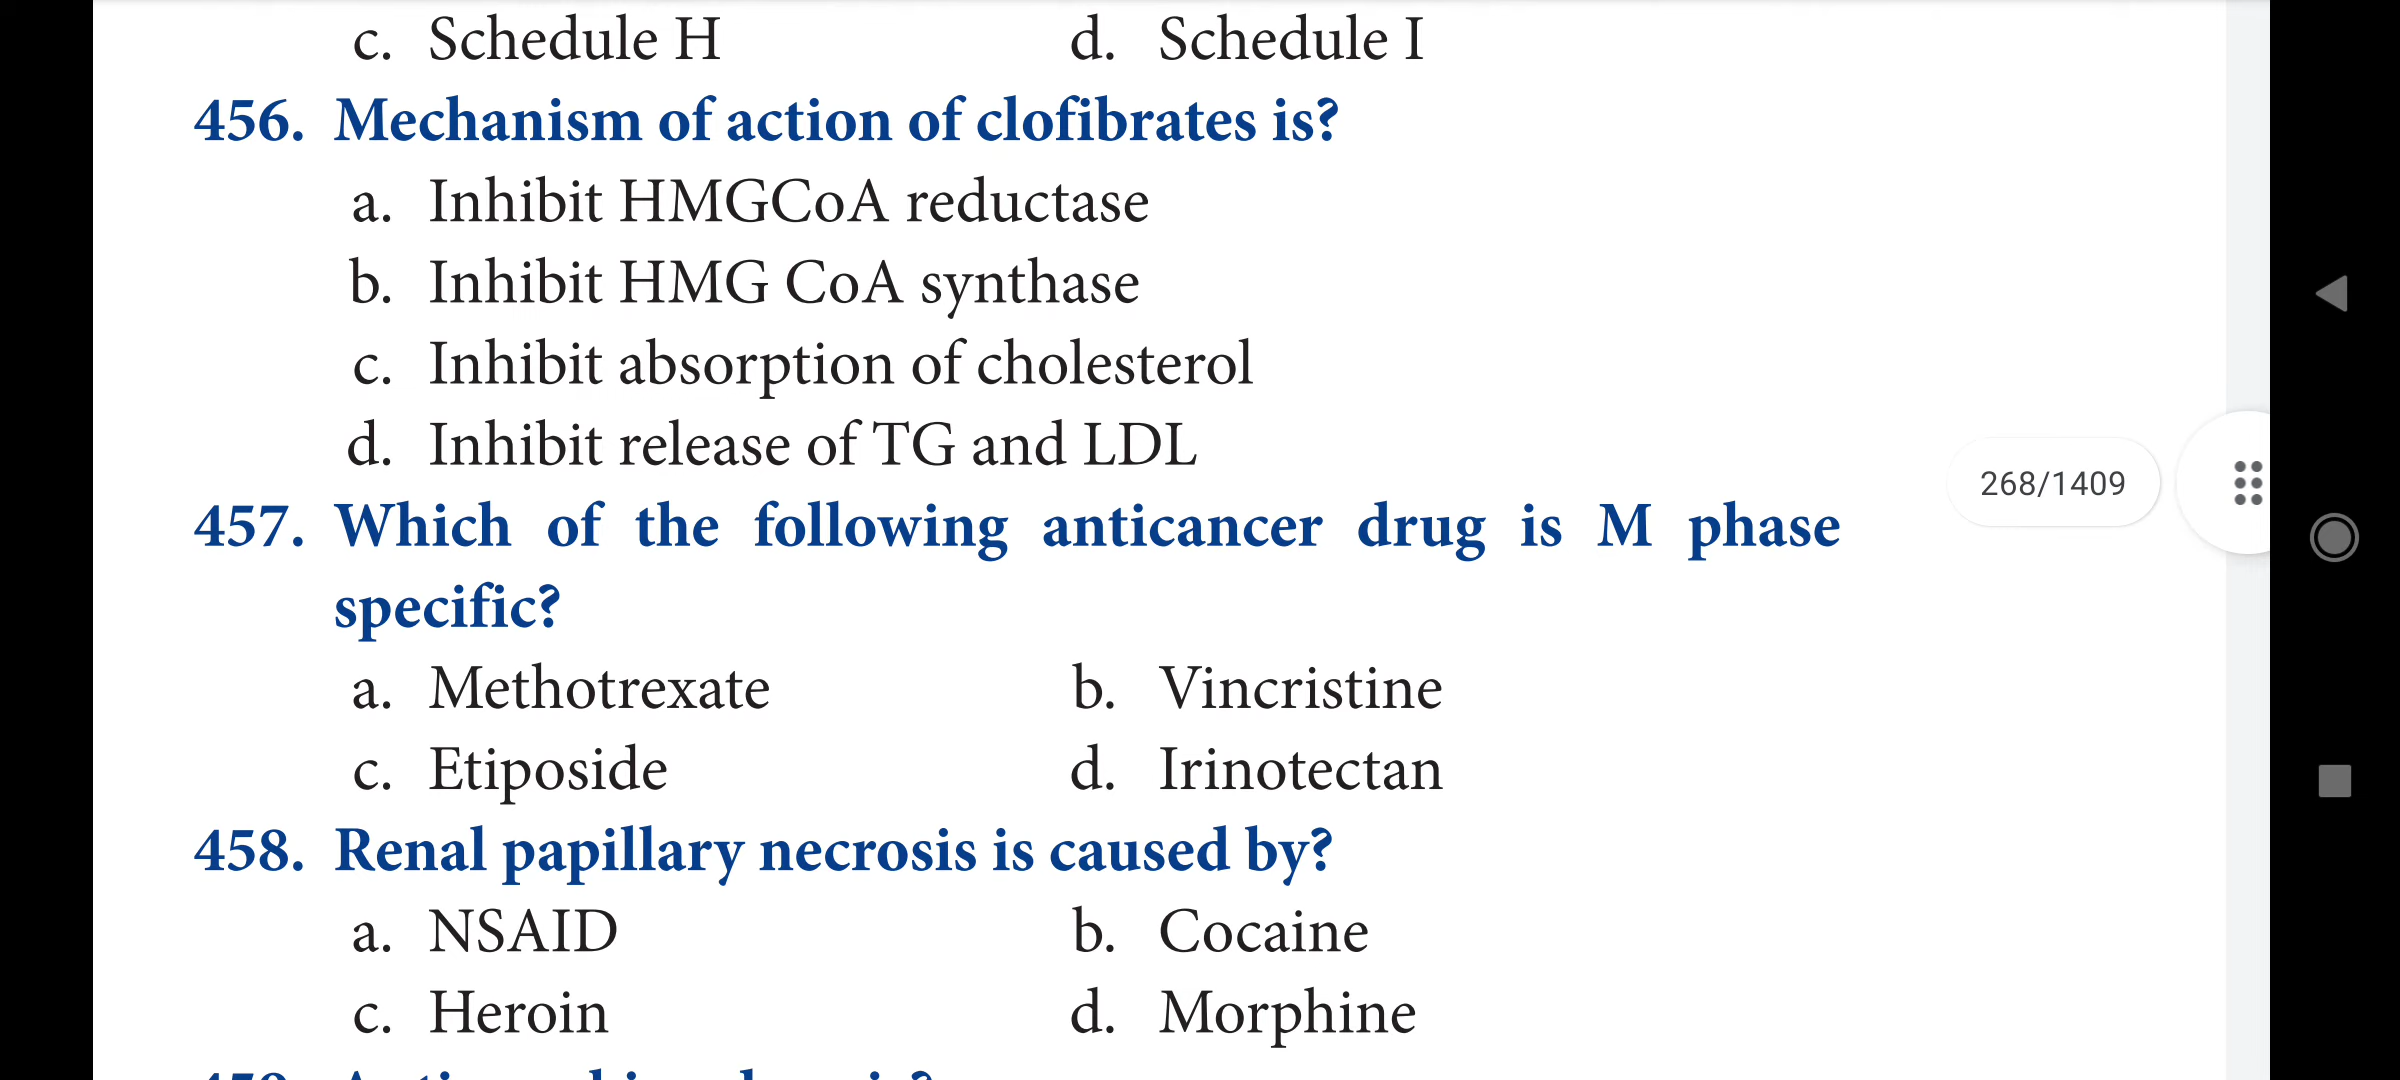 c. Schedule H d. Schedule I
456. Mechanism of action of clofibrates is?
a. Inhibit HMGCoA reductase
b. Inhibit HMG CoA synthase
c. Inhibit absorption of cholesterol
d. Inhibit release of TG and LDL
268/1409
457. Which of the following anticancer drug is M phase
specific?
a. Methotrexate b. Vincristine
c. Etiposide d. Irinotectan
458. Renal papillary necrosis is caused by?
a. NSAID b. Cocaine
c. Heroin d. Morphine